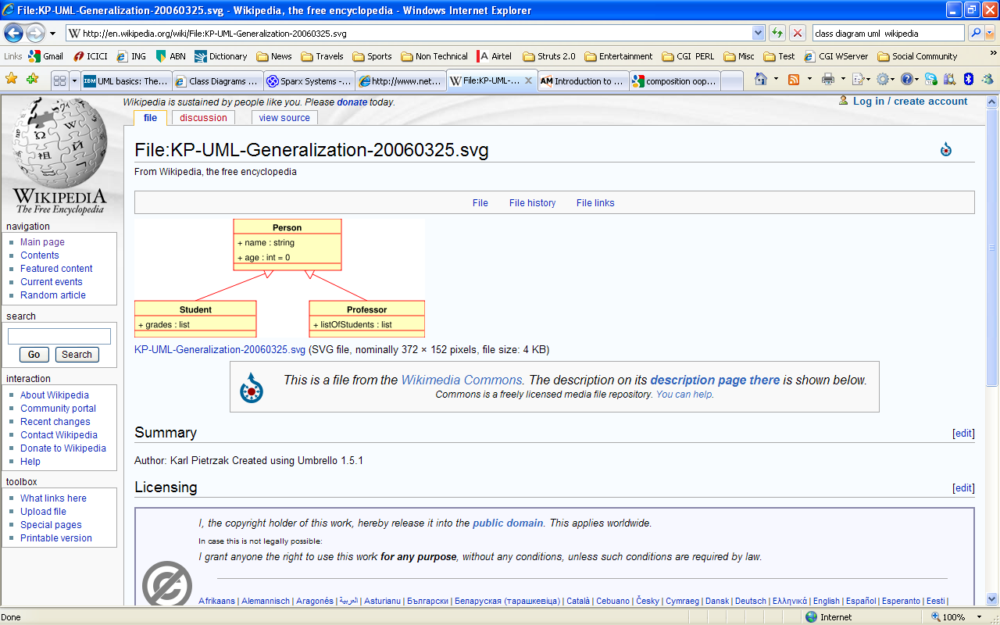 File:KP-UML-Generalization-20060325.svg - Wikipedia, the free encyclopedia - Windows Internet Explorer
http://en.wikipedia.org/wiki/File:KP-UML-Generalization-20060325.svg
class diagram uml wikipedia
Links Gmail ICICI ING ABN Dictionary News Travels Sports Non Technical Airtel Struts 2.0 Entertainment CGI PERL Misc Test CGI WServer Social Community »
IBM UML basics: The... Class Diagrams ... Sparx Systems -... http://www.net... W File:KP-UML-... AM Introduction to ... composition oop...
Wikipedia is sustained by people like you. Please donate today.
Log in / create account
file discussion view source
File:KP-UML-Generalization-20060325.svg
From Wikipedia, the free encyclopedia
WIKIPEDIA
The Free Encyclopedia
navigation
Main page
Contents
Featured content
Current events
Random article
search
Go Search
interaction
About Wikipedia
Community portal
Recent changes
Contact Wikipedia
Donate to Wikipedia
Help
toolbox
What links here
Upload file
Special pages
Printable version
File File history File links
Person
+ name : string
+ age : int = 0
Student
+ grades : list
Professor
+ listOfStudents : list
KP-UML-Generalization-20060325.svg (SVG file, nominally 372 × 152 pixels, file size: 4 KB)
This is a file from the Wikimedia Commons. The description on its description page there is shown below.
Commons is a freely licensed media file repository. You can help.
Summary [edit]
Author: Karl Pietrzak Created using Umbrello 1.5.1
Licensing [edit]
I, the copyright holder of this work, hereby release it into the public domain. This applies worldwide.
In case this is not legally possible:
I grant anyone the right to use this work for any purpose, without any conditions, unless such conditions are required by law.
Afrikaans | Alemannisch | Aragonés | العربية | Asturianu | Български | Беларуская (тарашкевіца) | Català | Cebuano | Česky | Cymraeg | Dansk | Deutsch | Ελληνικά | English | Español | Esperanto | Eesti |
Done Internet 100%